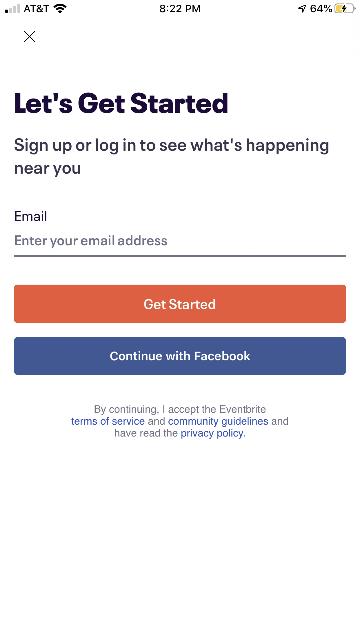 AT&T 8:22 PM 64%
Let's Get Started
Sign up or log in to see what's happening
near you
Email
Enter your email address
Get Started
Continue with Facebook
By continuing, I accept the Eventbrite
terms of service and community guidelines and
have read the privacy policy.